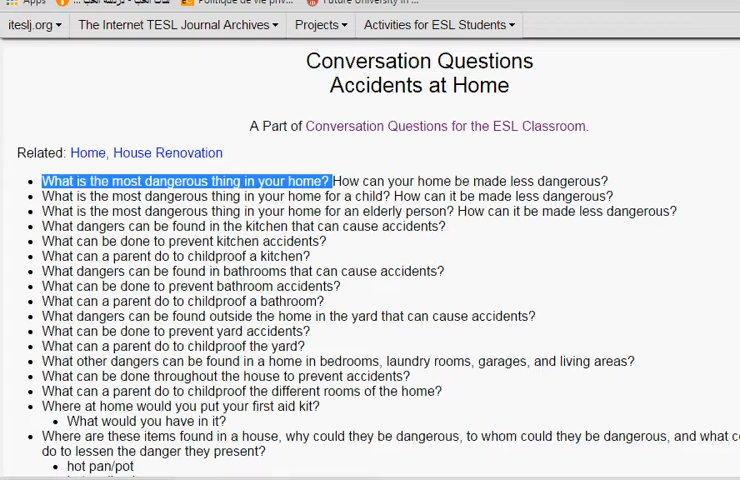 Apps
Politique de vie priv...
Future University in ...
iteslj.org
The Internet TESL Journal Archives
Projects
Activities for ESL Students
Conversation Questions
Accidents at Home
A Part of Conversation Questions for the ESL Classroom.
Related: Home, House Renovation
• What is the most dangerous thing in your home? How can your home be made less dangerous?
• What is the most dangerous thing in your home for a child? How can it be made less dangerous?
• What is the most dangerous thing in your home for an elderly person? How can it be made less dangerous?
• What dangers can be found in the kitchen that can cause accidents?
• What can be done to prevent kitchen accidents?
• What can a parent do to childproof a kitchen?
• What dangers can be found in bathrooms that can cause accidents?
• What can be done to prevent bathroom accidents?
• What can a parent do to childproof a bathroom?
• What dangers can be found outside the home in the yard that can cause accidents?
• What can be done to prevent yard accidents?
• What can a parent do to childproof the yard?
• What other dangers can be found in a home in bedrooms, laundry rooms, garages, and living areas?
• What can be done throughout the house to prevent accidents?
• What can a parent do to childproof the different rooms of the home?
• Where at home would you put your first aid kit?
• What would you have in it?
• Where are these items found in a house, why could they be dangerous, to whom could they be dangerous, and what
do to lessen the danger they present?
• hot pan/pot